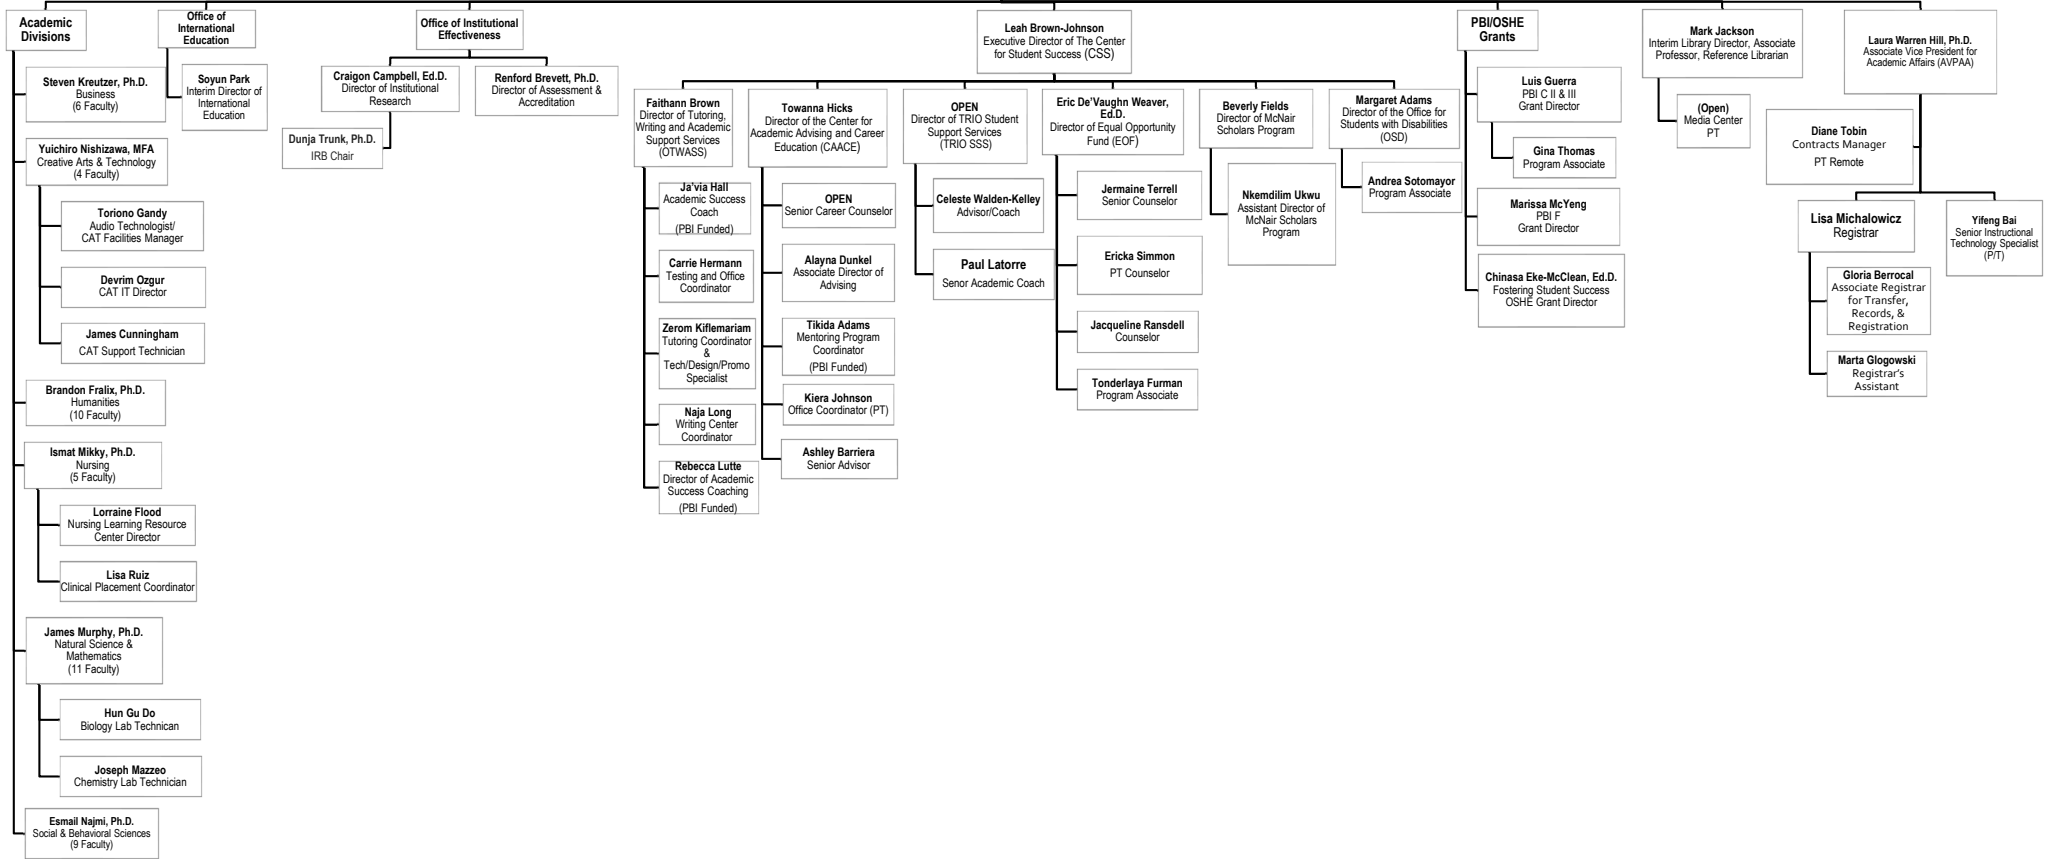 Academic
Divisions
Steven Kreutzer, Ph.D.
Business
(6 Faculty)
Yuichiro Nishizawa, MFA
Creative Arts & Technology
(4 Faculty)
Toriono Gandy
Audio Technologist/
CAT Facilities Manager
Devrim Ozgur
CAT IT Director
James Cunningham
CAT Support Technician
Brandon Fralix, Ph.D.
Humanities
(10 Faculty)
Ismat Mikky, Ph.D.
Nursing
(5 Faculty)
Lorraine Flood
Nursing Learning Resource
Center Director
Lisa Ruiz
Clinical Placement Coordinator
James Murphy, Ph.D.
Natural Science &
Mathematics
(11 Faculty)
Hun Gu Do
Biology Lab Technican
Joseph Mazzeo
Chemistry Lab Technician
Esmail Najmi, Ph.D.
Social & Behavioral Sciences
(9 Faculty)
Office of
International
Education
Soyun Park
Interim Director of
International
Education
Office of Institutional
Effectiveness
Craigon Campbell, Ed.D.
Director of Institutional
Research
Dunja Trunk, Ph.D.
IRB Chair
Renford Brevett, Ph.D.
Director of Assessment &
Accreditation
Leah Brown-Johnson
Executive Director of The Center
for Student Success (CSS)
Faithann Brown
Director of Tutoring,
Writing and Academic
Support Services
(OTWASS)
Ja'via Hall
Academic Success
Coach
(PBI Funded)
Carrie Hermann
Testing and Office
Coordinator
Zerom Kiflemariam
Tutoring Coordinator
&
Tech/Design/Promo
Specialist
Naja Long
Writing Center
Coordinator
Rebecca Lutte
Director of Academic
Success Coaching
(PBI Funded)
Towanna Hicks
Director of the Center for
Academic Advising and Career
Education (CAACE)
OPEN
Senior Career Counselor
Alayna Dunkel
Associate Director of
Advising
Tikida Adams
Mentoring Program
Coordinator
(PBI Funded)
Kiera Johnson
Office Coordinator (PT)
Ashley Barriera
Senior Advisor
OPEN
Director of TRIO Student
Support Services
(TRIO SSS)
Celeste Walden-Kelley
Advisor/Coach
Paul Latorre
Senor Academic Coach
Eric De'Vaughn Weaver,
Ed.D.
Director of Equal Opportunity
Fund (EOF)
Jermaine Terrell
Senior Counselor
Ericka Simmon
PT Counselor
Jacqueline Ransdell
Counselor
Tonderlaya Furman
Program Associate
Beverly Fields
Director of McNair
Scholars Program
Nkemdilim Ukwu
Assistant Director of
McNair Scholars
Program
Margaret Adams
Director of the Office for
Students with Disabilities
(OSD)
Andrea Sotomayor
Program Associate
PBI/OSHE
Grants
Luis Guerra
PBI C II & III
Grant Director
Gina Thomas
Program Associate
Marissa McYeng
PBI F
Grant Director
Chinasa Eke-McClean, Ed.D.
Fostering Student Success
OSHE Grant Director
Mark Jackson
Interim Library Director, Associate
Professor, Reference Librarian
(Open)
Media Center
PT
Laura Warren Hill, Ph.D.
Associate Vice President for
Academic Affairs (AVPAA)
Diane Tobin
Contracts Manager
PT Remote
Lisa Michalowicz
Registrar
Gloria Berrocal
Associate Registrar
for Transfer,
Records, &
Registration
Marta Glogowski
Registrar's
Assistant
Yifeng Bai
Senior Instructional
Technology Specialist
(P/T)